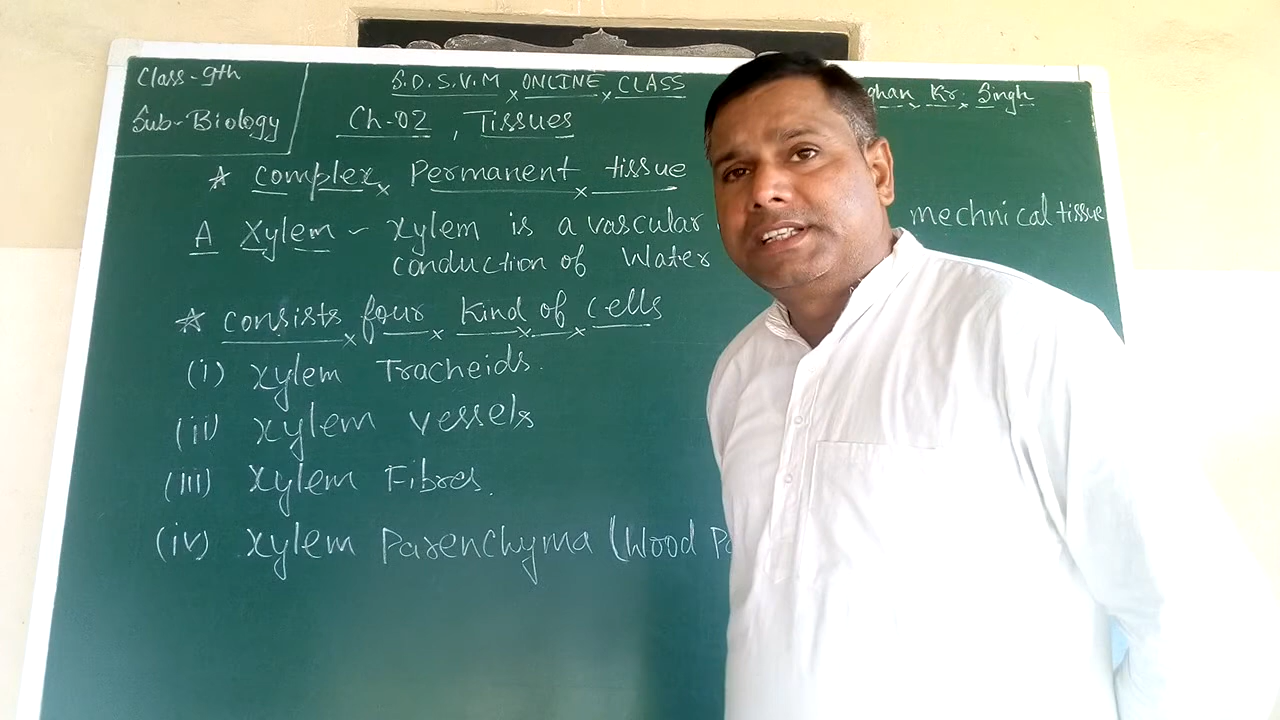 Class-9th
Sub-Biology
S.D.S.V.M × ONLINE × CLASS
Kr. Singh
Ch-02, Tissues
☆ Complex × Permanent × tissue
A Xylem - xylem is a vascular mechnical tissue
conduction of Water
☆ consists × four × Kind × of × cells
(i) xylem Tracheids.
(ii) xylem vessels
(iii) xylem Fibres.
(iv) xylem Parenchyma (Wood